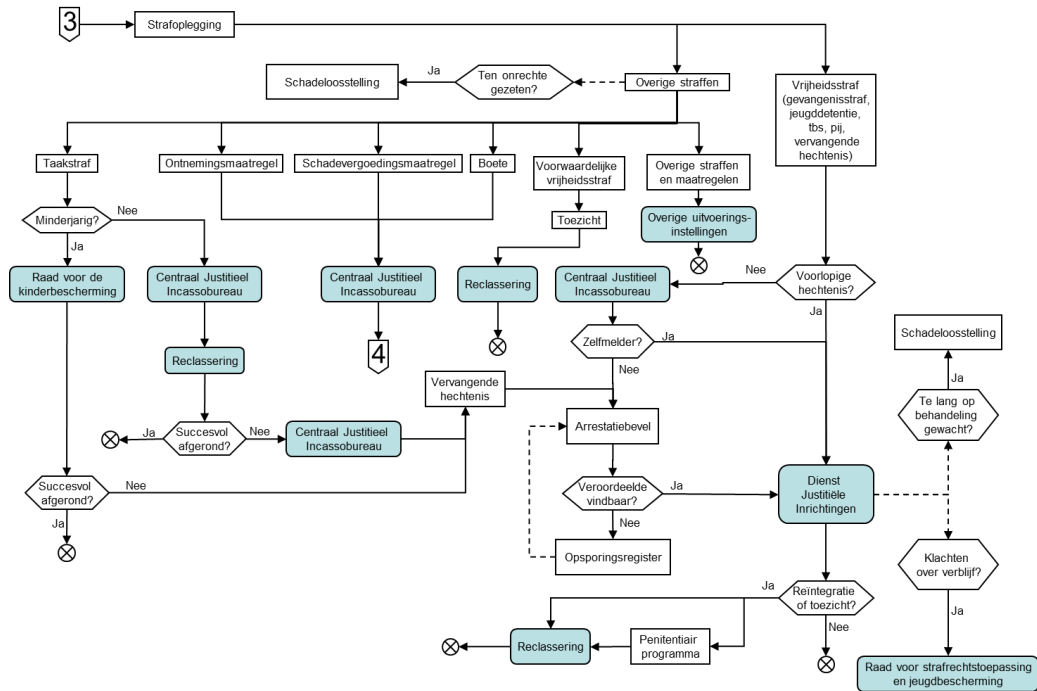 3
Strafoplegging
Schadeloosstelling
Ja
Ten onrechte
gezeten?
Overige straffen
Vrijheidsstraf
(gevangenisstraf,
jeugddetentie,
tbs, pij,
vervangende
hechtenis)
Taakstraf
Ontnemingsmaatregel
Schadevergoedingsmaatregel
Boete
Voorwaardelijke
vrijheidsstraf
Overige straffen
en maatregelen
Minderjarig?
Nee
Ja
Toezicht
Overige uitvoerings-
instellingen
Raad voor de
kinderbescherming
Centraal Justitieel
Incassobureau
Centraal Justitieel
Incassobureau
Reclassering
Centraal Justitieel
Incassobureau
Nee
Voorlopige
hechtenis?
Ja
4
Zelfmelder?
Ja
Nee
Schadeloosstelling
Ja
Reclassering
Vervangende
hechtenis
Te lang op
behandeling
gewacht?
Ja
Succesvol
afgerond?
Nee
Centraal Justitieel
Incassobureau
Arrestatiebevel
Succesvol
afgerond?
Nee
Ja
Veroordeelde
vindbaar?
Ja
Nee
Dienst
Justitiële
Inrichtingen
Opsporingsregister
Klachten
over verblijf?
Ja
Ja
Reïntegratie
of toezicht?
Nee
Reclassering
Penitentiair
programma
Raad voor strafrechtstoepassing
en jeugdbescherming